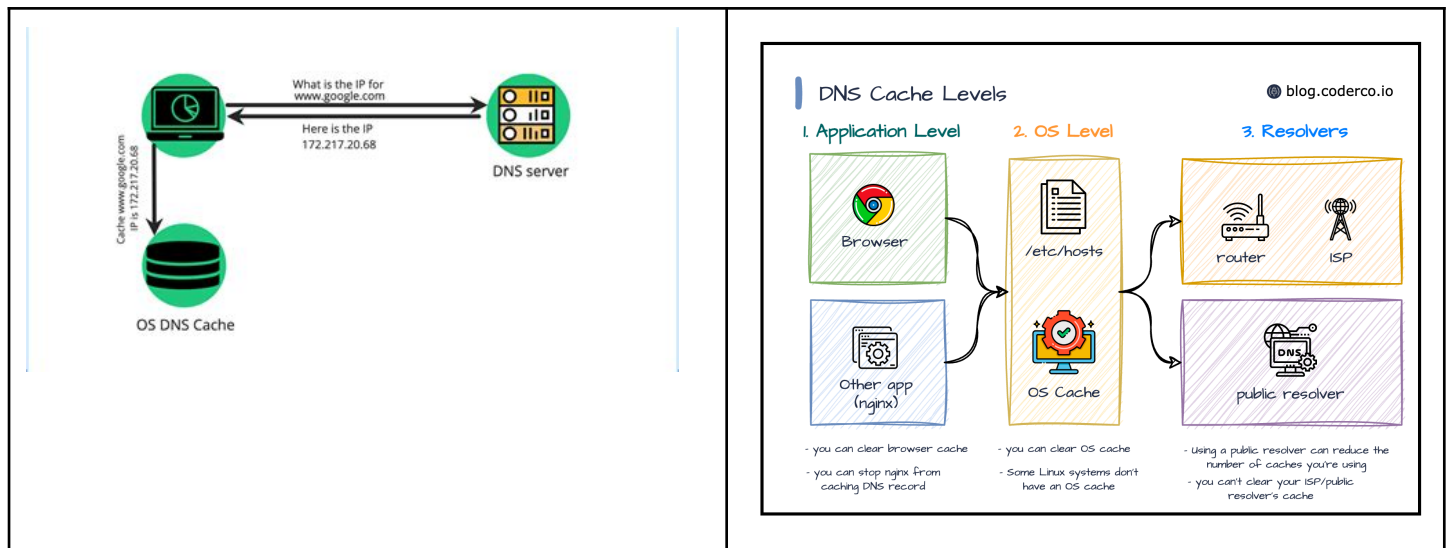 What is the IP for
www.google.com
Here is the IP
172.217.20.68
DNS server
Cache www.google.com
IP is 172.217.20.68
OS DNS Cache
DNS Cache Levels
blog.coderco.io
1. Application Level
2. OS Level
3. Resolvers
Browser
/etc/hosts
router
ISP
Other app
(nginx)
OS Cache
DNS
public resolver
- you can clear browser cache
- you can stop nginx from
caching DNS record
- you can clear OS cache
- Some Linux systems don't
have an OS cache
- Using a public resolver can reduce the
number of caches you're using
- you can't clear your ISP/public
resolver's cache